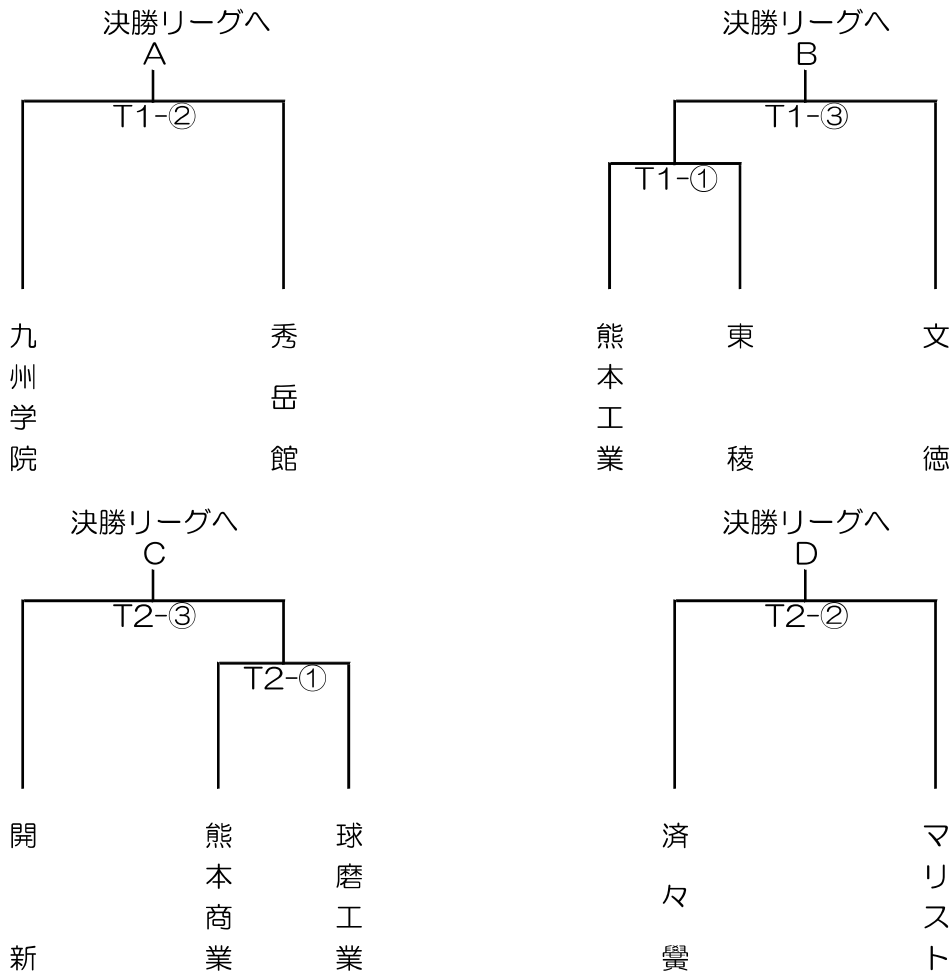 決勝リーグへ
A
T1-②
九州学院
秀岳館
決勝リーグへ
B
T1-③
T1-①
熊本工業
東稜
文徳
決勝リーグへ
C
T2-③
T2-①
開新
熊本商業
球磨工業
決勝リーグへ
D
T2-②
済々黌
マリスト